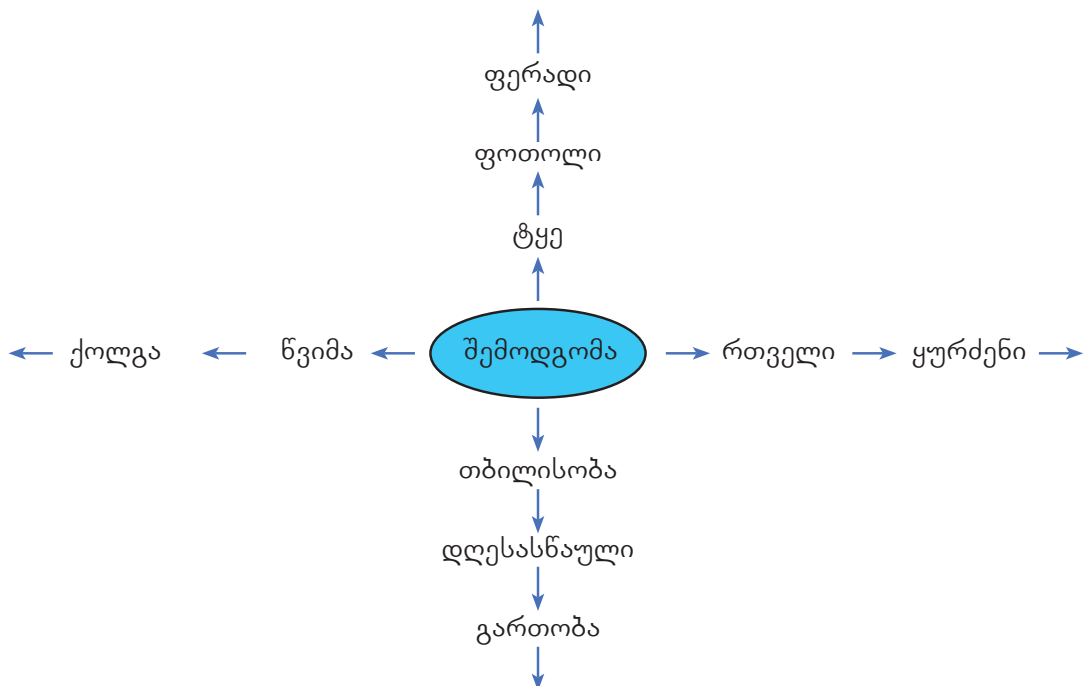 ფერადი
ფოთოლი
ტყე
ქოლგა წვიმა შემოდგომა რთველი ყურძენი
თბილისობა
დღესასწაული
გართობა